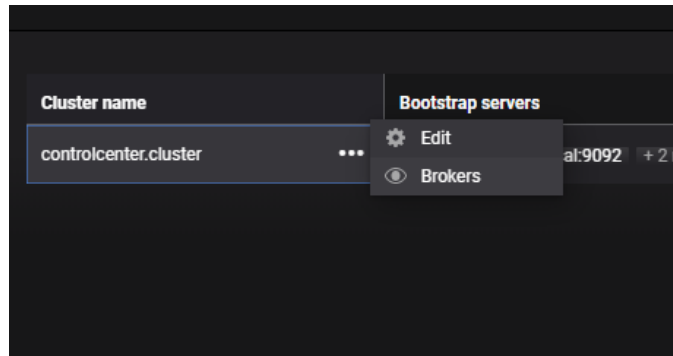 Cluster name
Bootstrap servers
controlcenter.cluster
Edit
al:9092 + 2
Brokers